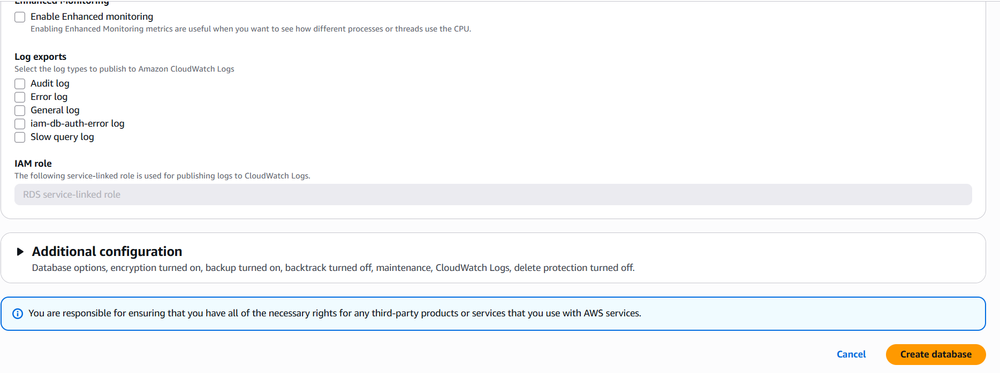 Enhanced Monitoring
Enable Enhanced monitoring
Enabling Enhanced Monitoring metrics are useful when you want to see how different processes or threads use the CPU.
Log exports
Select the log types to publish to Amazon CloudWatch Logs
Audit log
Error log
General log
iam-db-auth-error log
Slow query log
IAM role
The following service-linked role is used for publishing logs to CloudWatch Logs.
RDS service-linked role
Additional configuration
Database options, encryption turned on, backup turned on, backtrack turned off, maintenance, CloudWatch Logs, delete protection turned off.
You are responsible for ensuring that you have all of the necessary rights for any third-party products or services that you use with AWS services.
Cancel
Create database